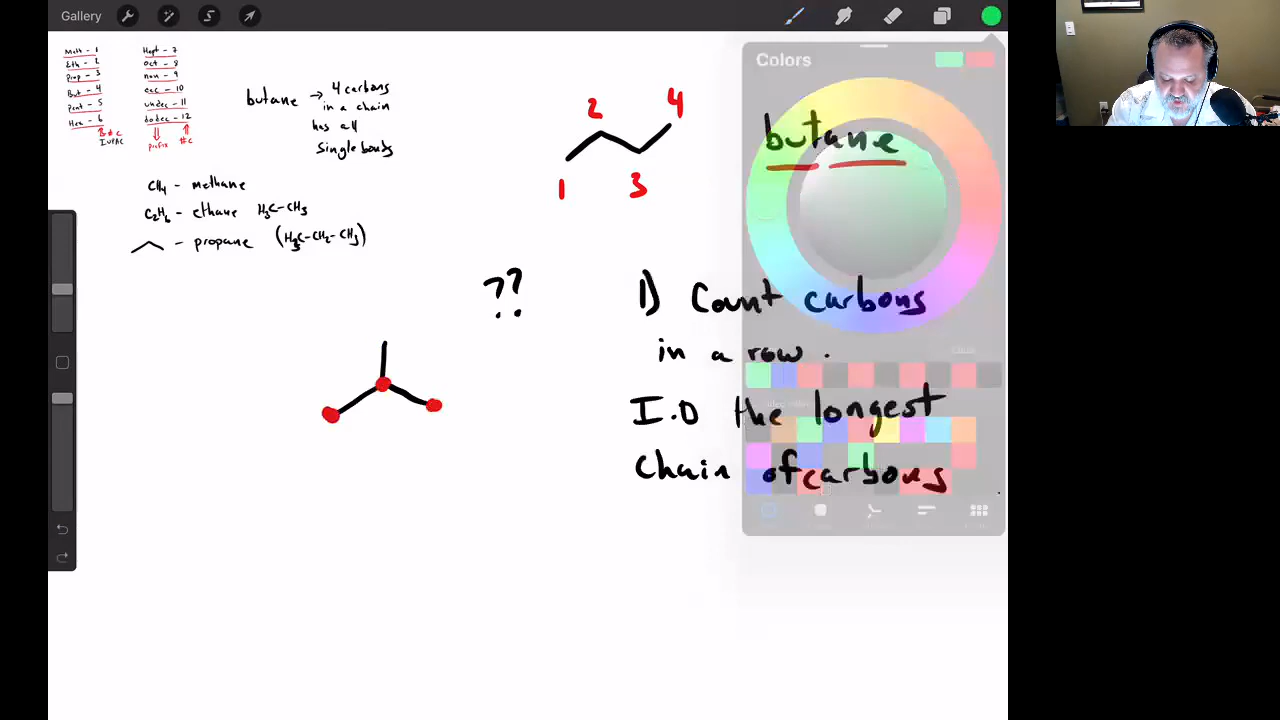 Gallery
Colors
Meth - 1
Eth - 2
Prop - 3
But - 4
Pent - 5
Hex - 6
B # C
IUPAC
Hept - 7
Oct - 8
non - 9
dec - 10
undec - 11
dodec - 12
prefix
#C
butane → 4 carbons
in a chain
has all
single bonds
CH4 - methane
C2H6 - ethane H3C-CH3
- propane (H3C-CH2-CH3)
1
2
3
4
butane
??
1) Count carbons
in a row.
I.D the longest
chain of carbons
Clear